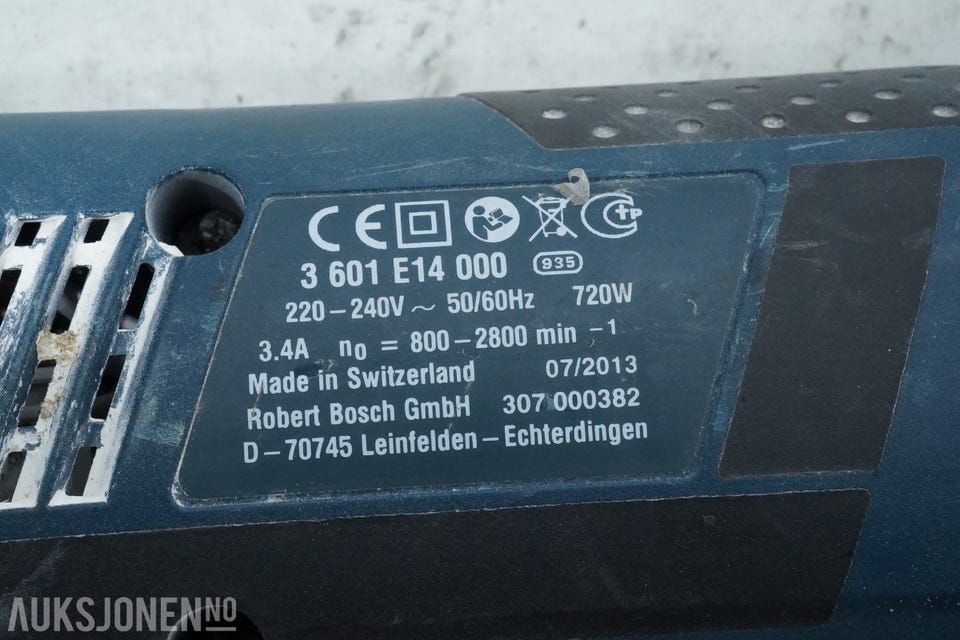 CE tP
3 601 E14 000 935
220 – 240V ~ 50/60Hz 720W
3.4A n0 = 800 – 2800 min –1
Made in Switzerland 07/2013
Robert Bosch GmbH 307 000382
D – 70745 Leinfelden – Echterdingen
AUKSJONEN NO